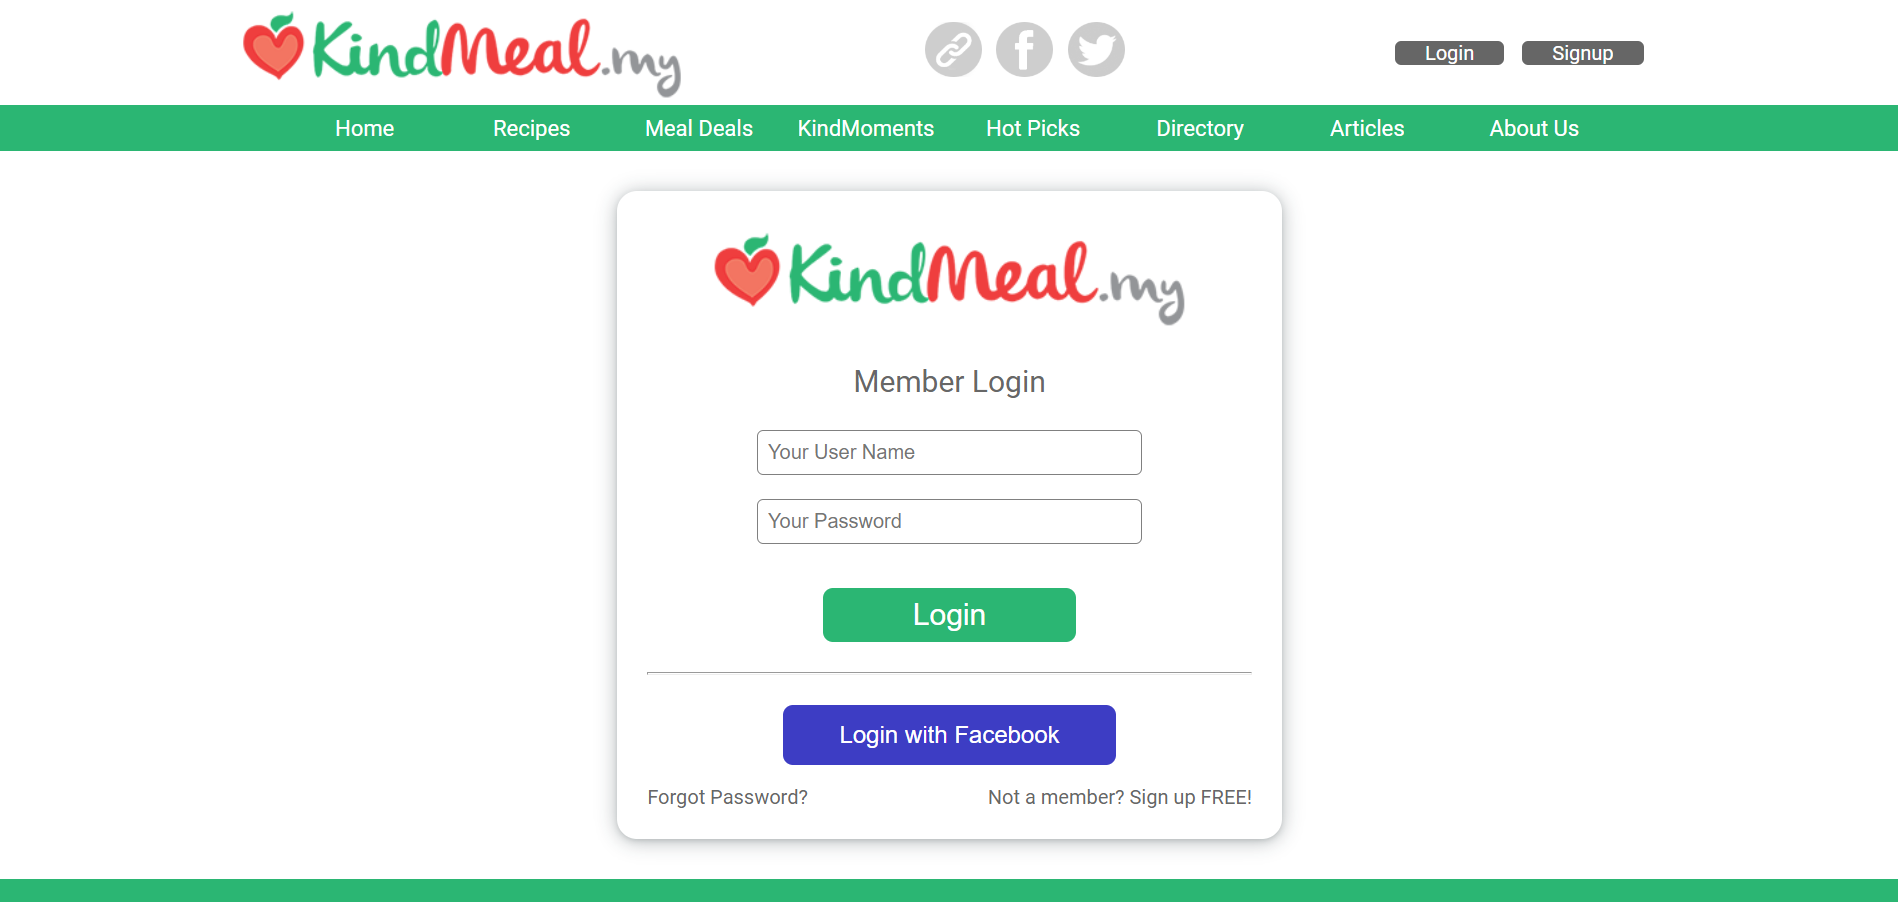 KindMeal.my
Login
Signup
Home
Recipes
Meal Deals
KindMoments
Hot Picks
Directory
Articles
About Us
KindMeal.my
Member Login
Your User Name
Your Password
Login
Login with Facebook
Forgot Password?
Not a member? Sign up FREE!